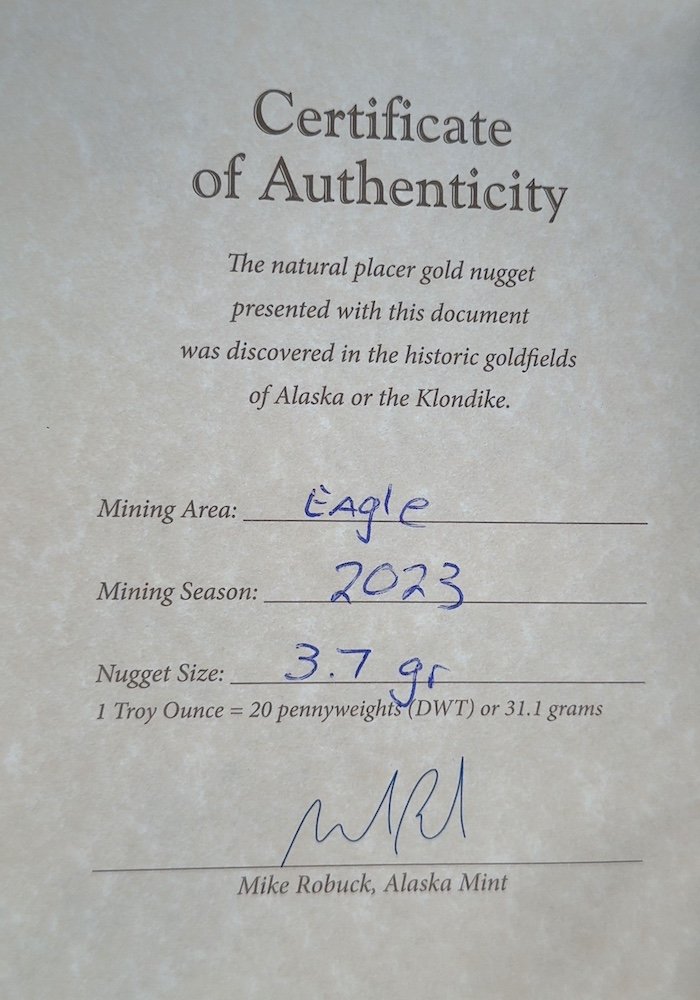 Certificate
of Authenticity
The natural placer gold nugget
presented with this document
was discovered in the historic goldfields
of Alaska or the Klondike.
Mining Area: EAgle
Mining Season: 2023
Nugget Size: 3.7 gr
1 Troy Ounce = 20 pennyweights (DWT) or 31.1 grams
Mike Robuck, Alaska Mint